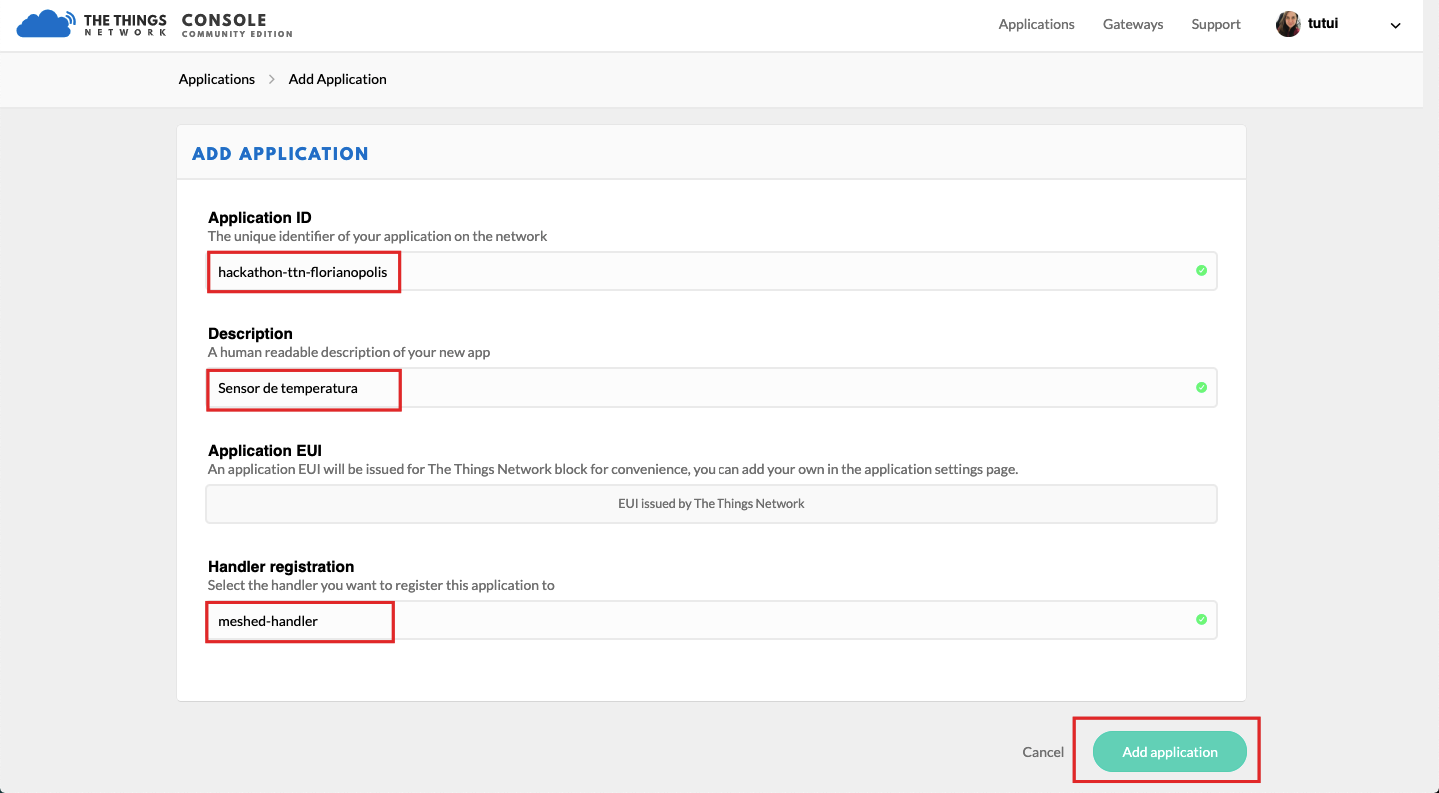 THE THINGS NETWORK CONSOLE COMMUNITY EDITION
Applications Gateways Support tutui
Applications Add Application
ADD APPLICATION
Application ID
The unique identifier of your application on the network
hackathon-ttn-florianopolis
Description
A human readable description of your new app
Sensor de temperatura
Application EUI
An application EUI will be issued for The Things Network block for convenience, you can add your own in the application settings page.
EUI issued by The Things Network
Handler registration
Select the handler you want to register this application to
meshed-handler
Cancel Add application